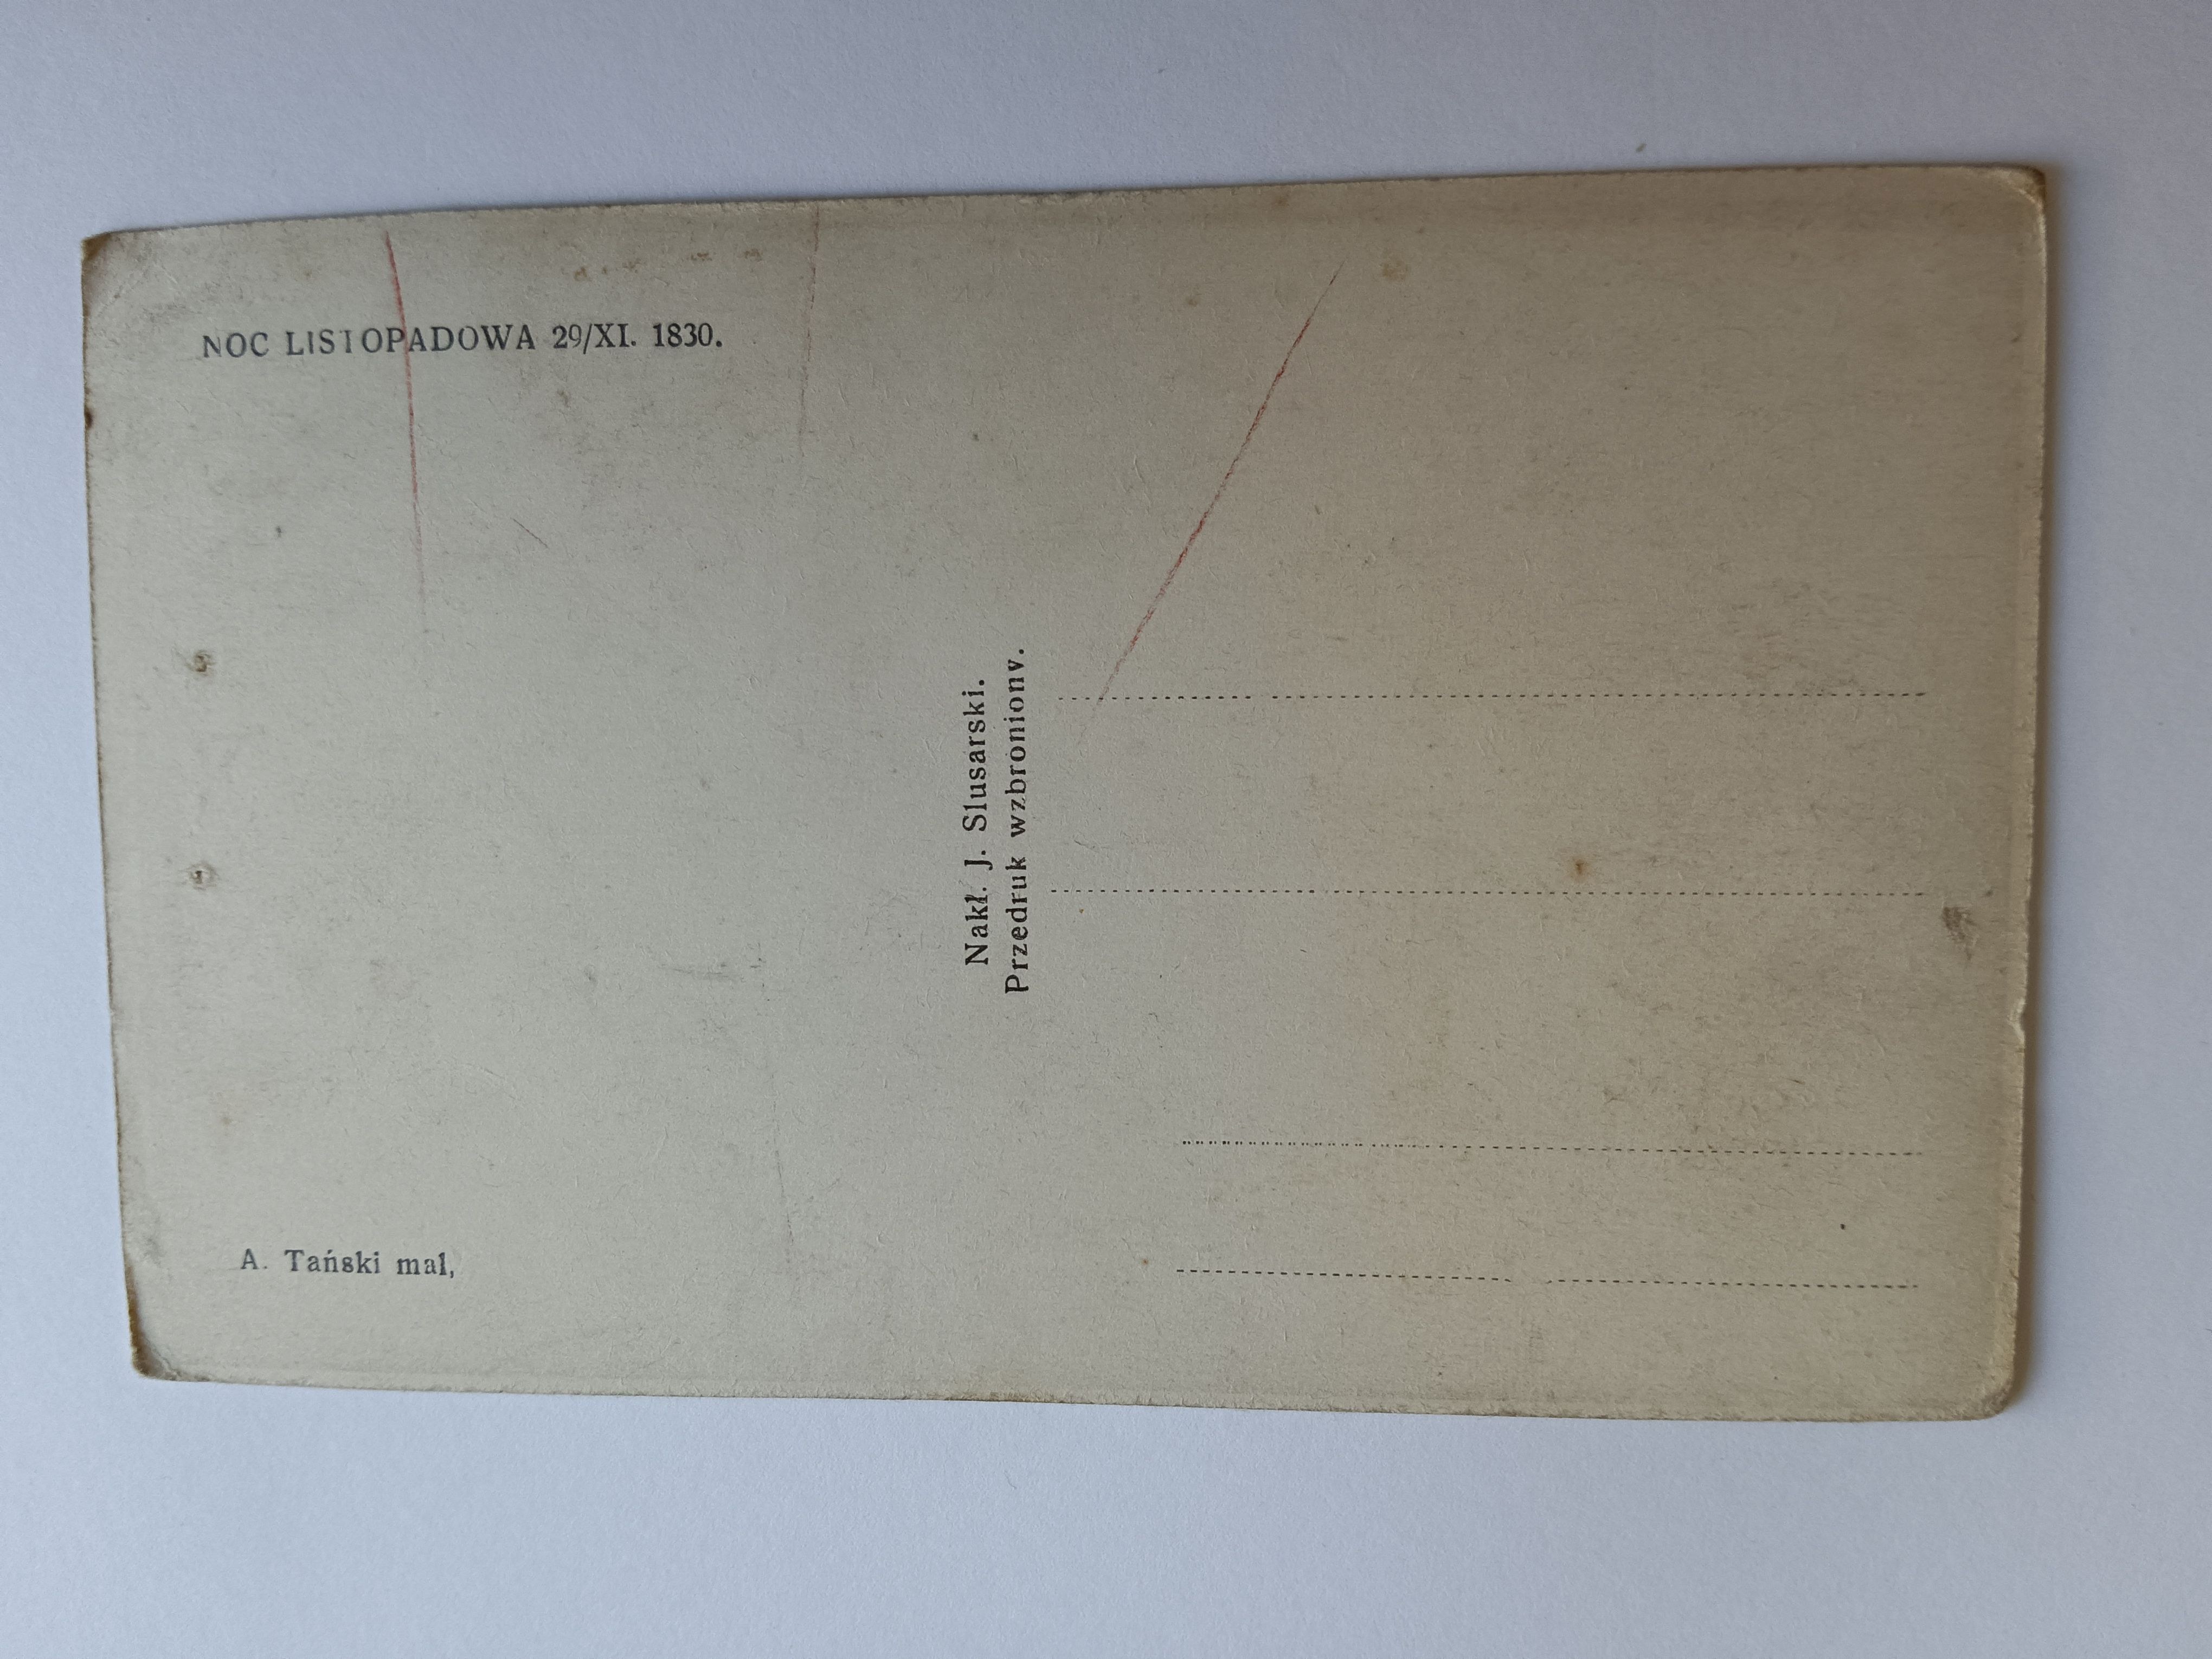 NOC LISTOPADOWA 29/XI. 1830.
Nakł. J. Slusarski.
Przedruk wzbroniony.
A. Tański mal,